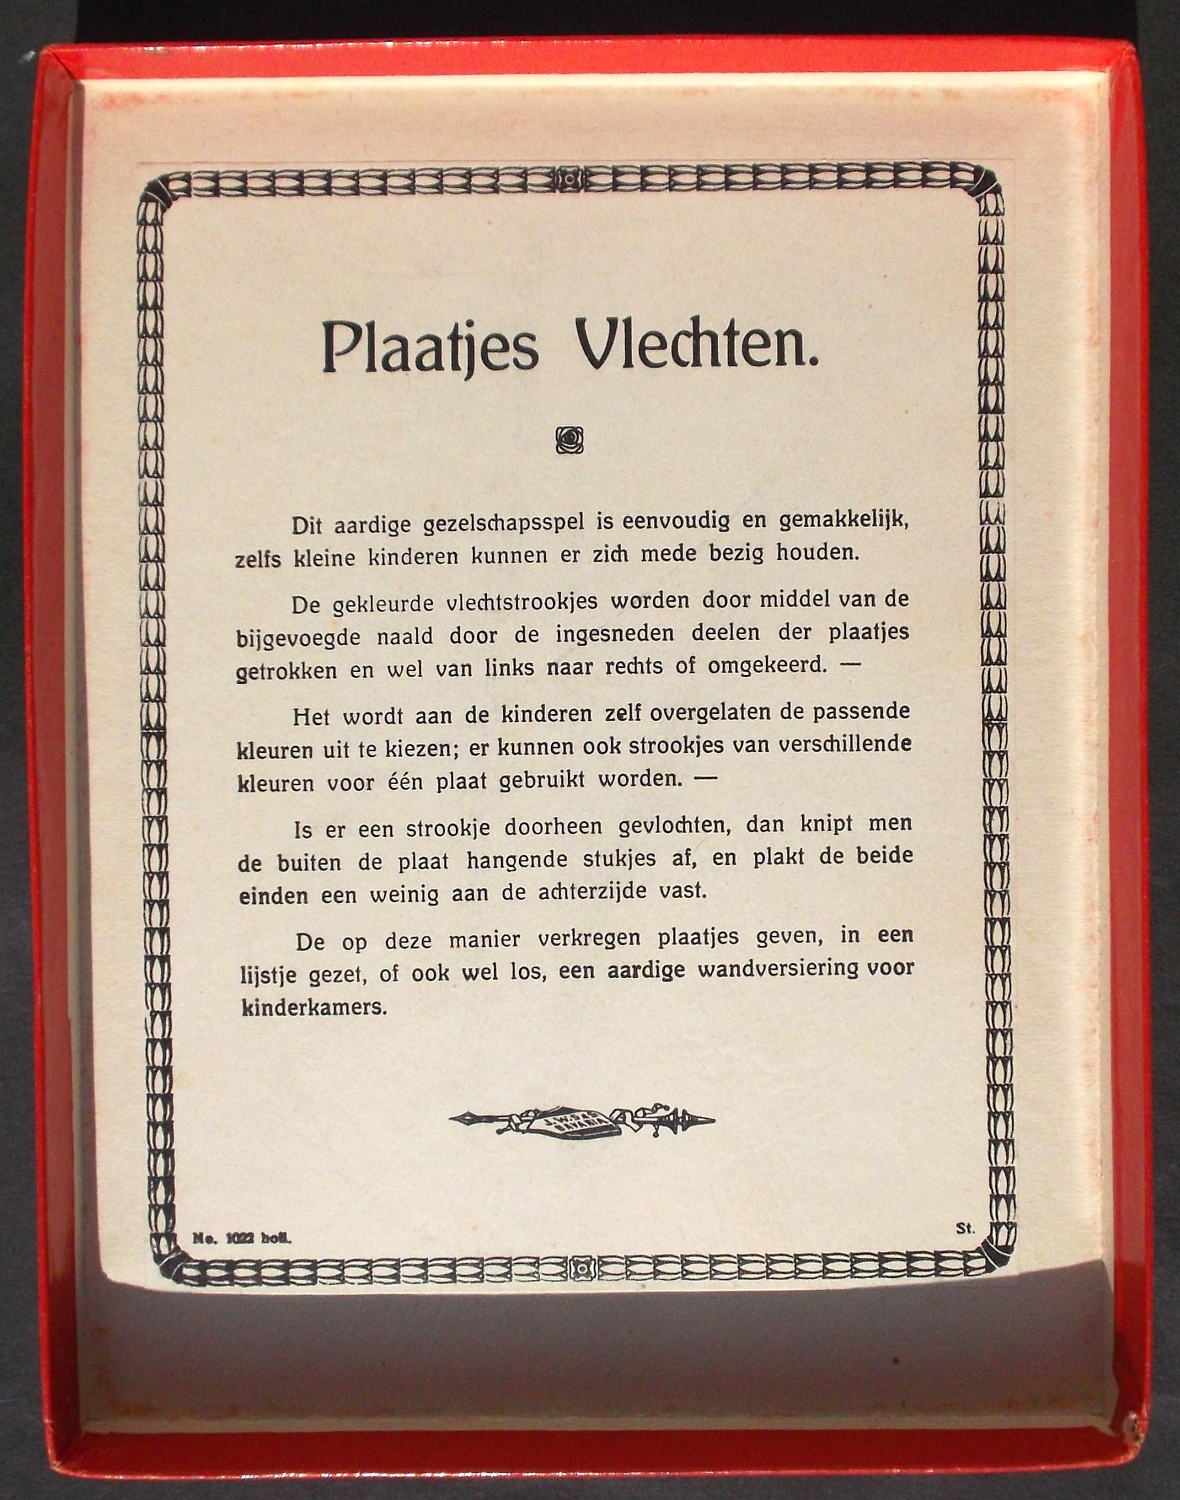 Plaatjes Vlechten.
Dit aardige gezelschapsspel is eenvoudig en gemakkelijk,
zelfs kleine kinderen kunnen er zich mede bezig houden.
De gekleurde vlechtstrookjes worden door middel van de
bijgevoegde naald door de ingesneden deelen der plaatjes
getrokken en wel van links naar rechts of omgekeerd. —
Het wordt aan de kinderen zelf overgelaten de passende
kleuren uit te kiezen; er kunnen ook strookjes van verschillende
kleuren voor één plaat gebruikt worden. —
Is er een strookje doorheen gevlochten, dan knipt men
de buiten de plaat hangende stukjes af, en plakt de beide
einden een weinig aan de achterzijde vast.
De op deze manier verkregen plaatjes geven, in een
lijstje gezet, of ook wel los, een aardige wandversiering voor
kinderkamers.
BAVARIA
No. 1022 holl.
St.